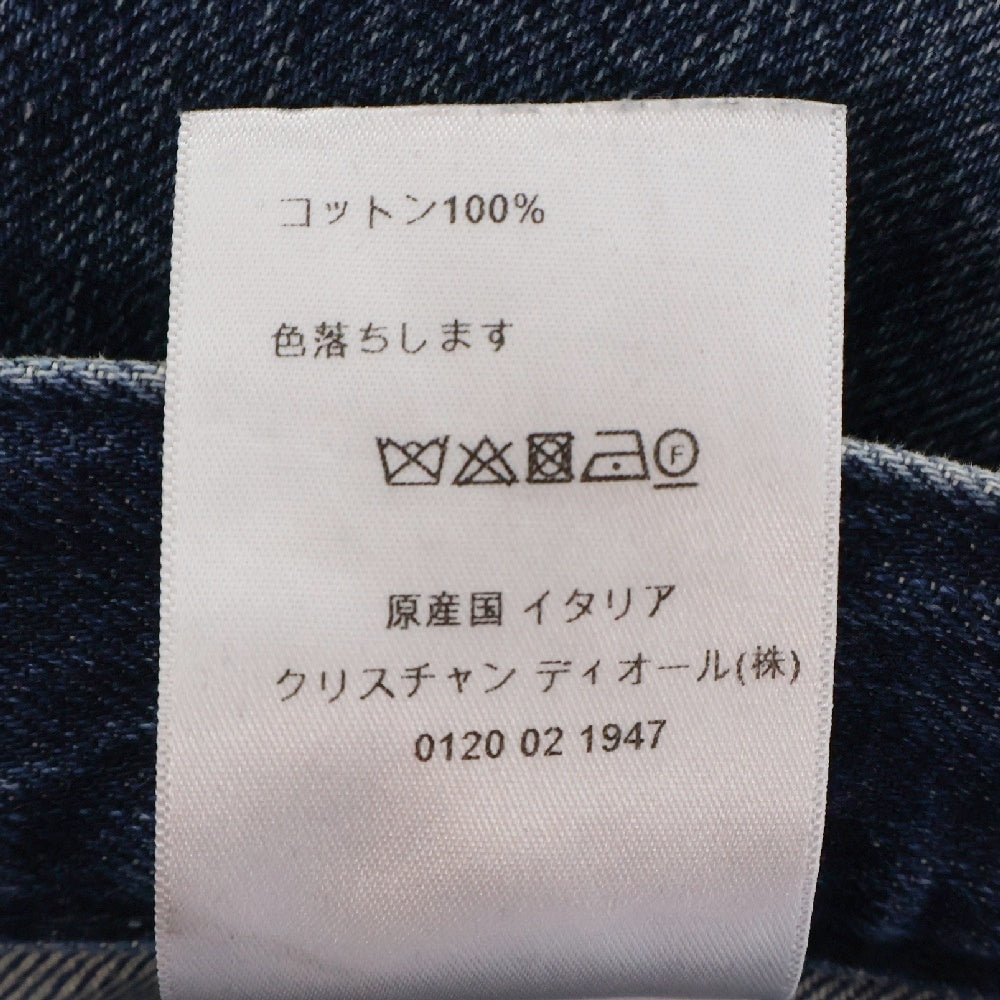 コットン100%
色落ちします
F
原産国 イタリア
クリスチャン ディオール(株)
0120 02 1947